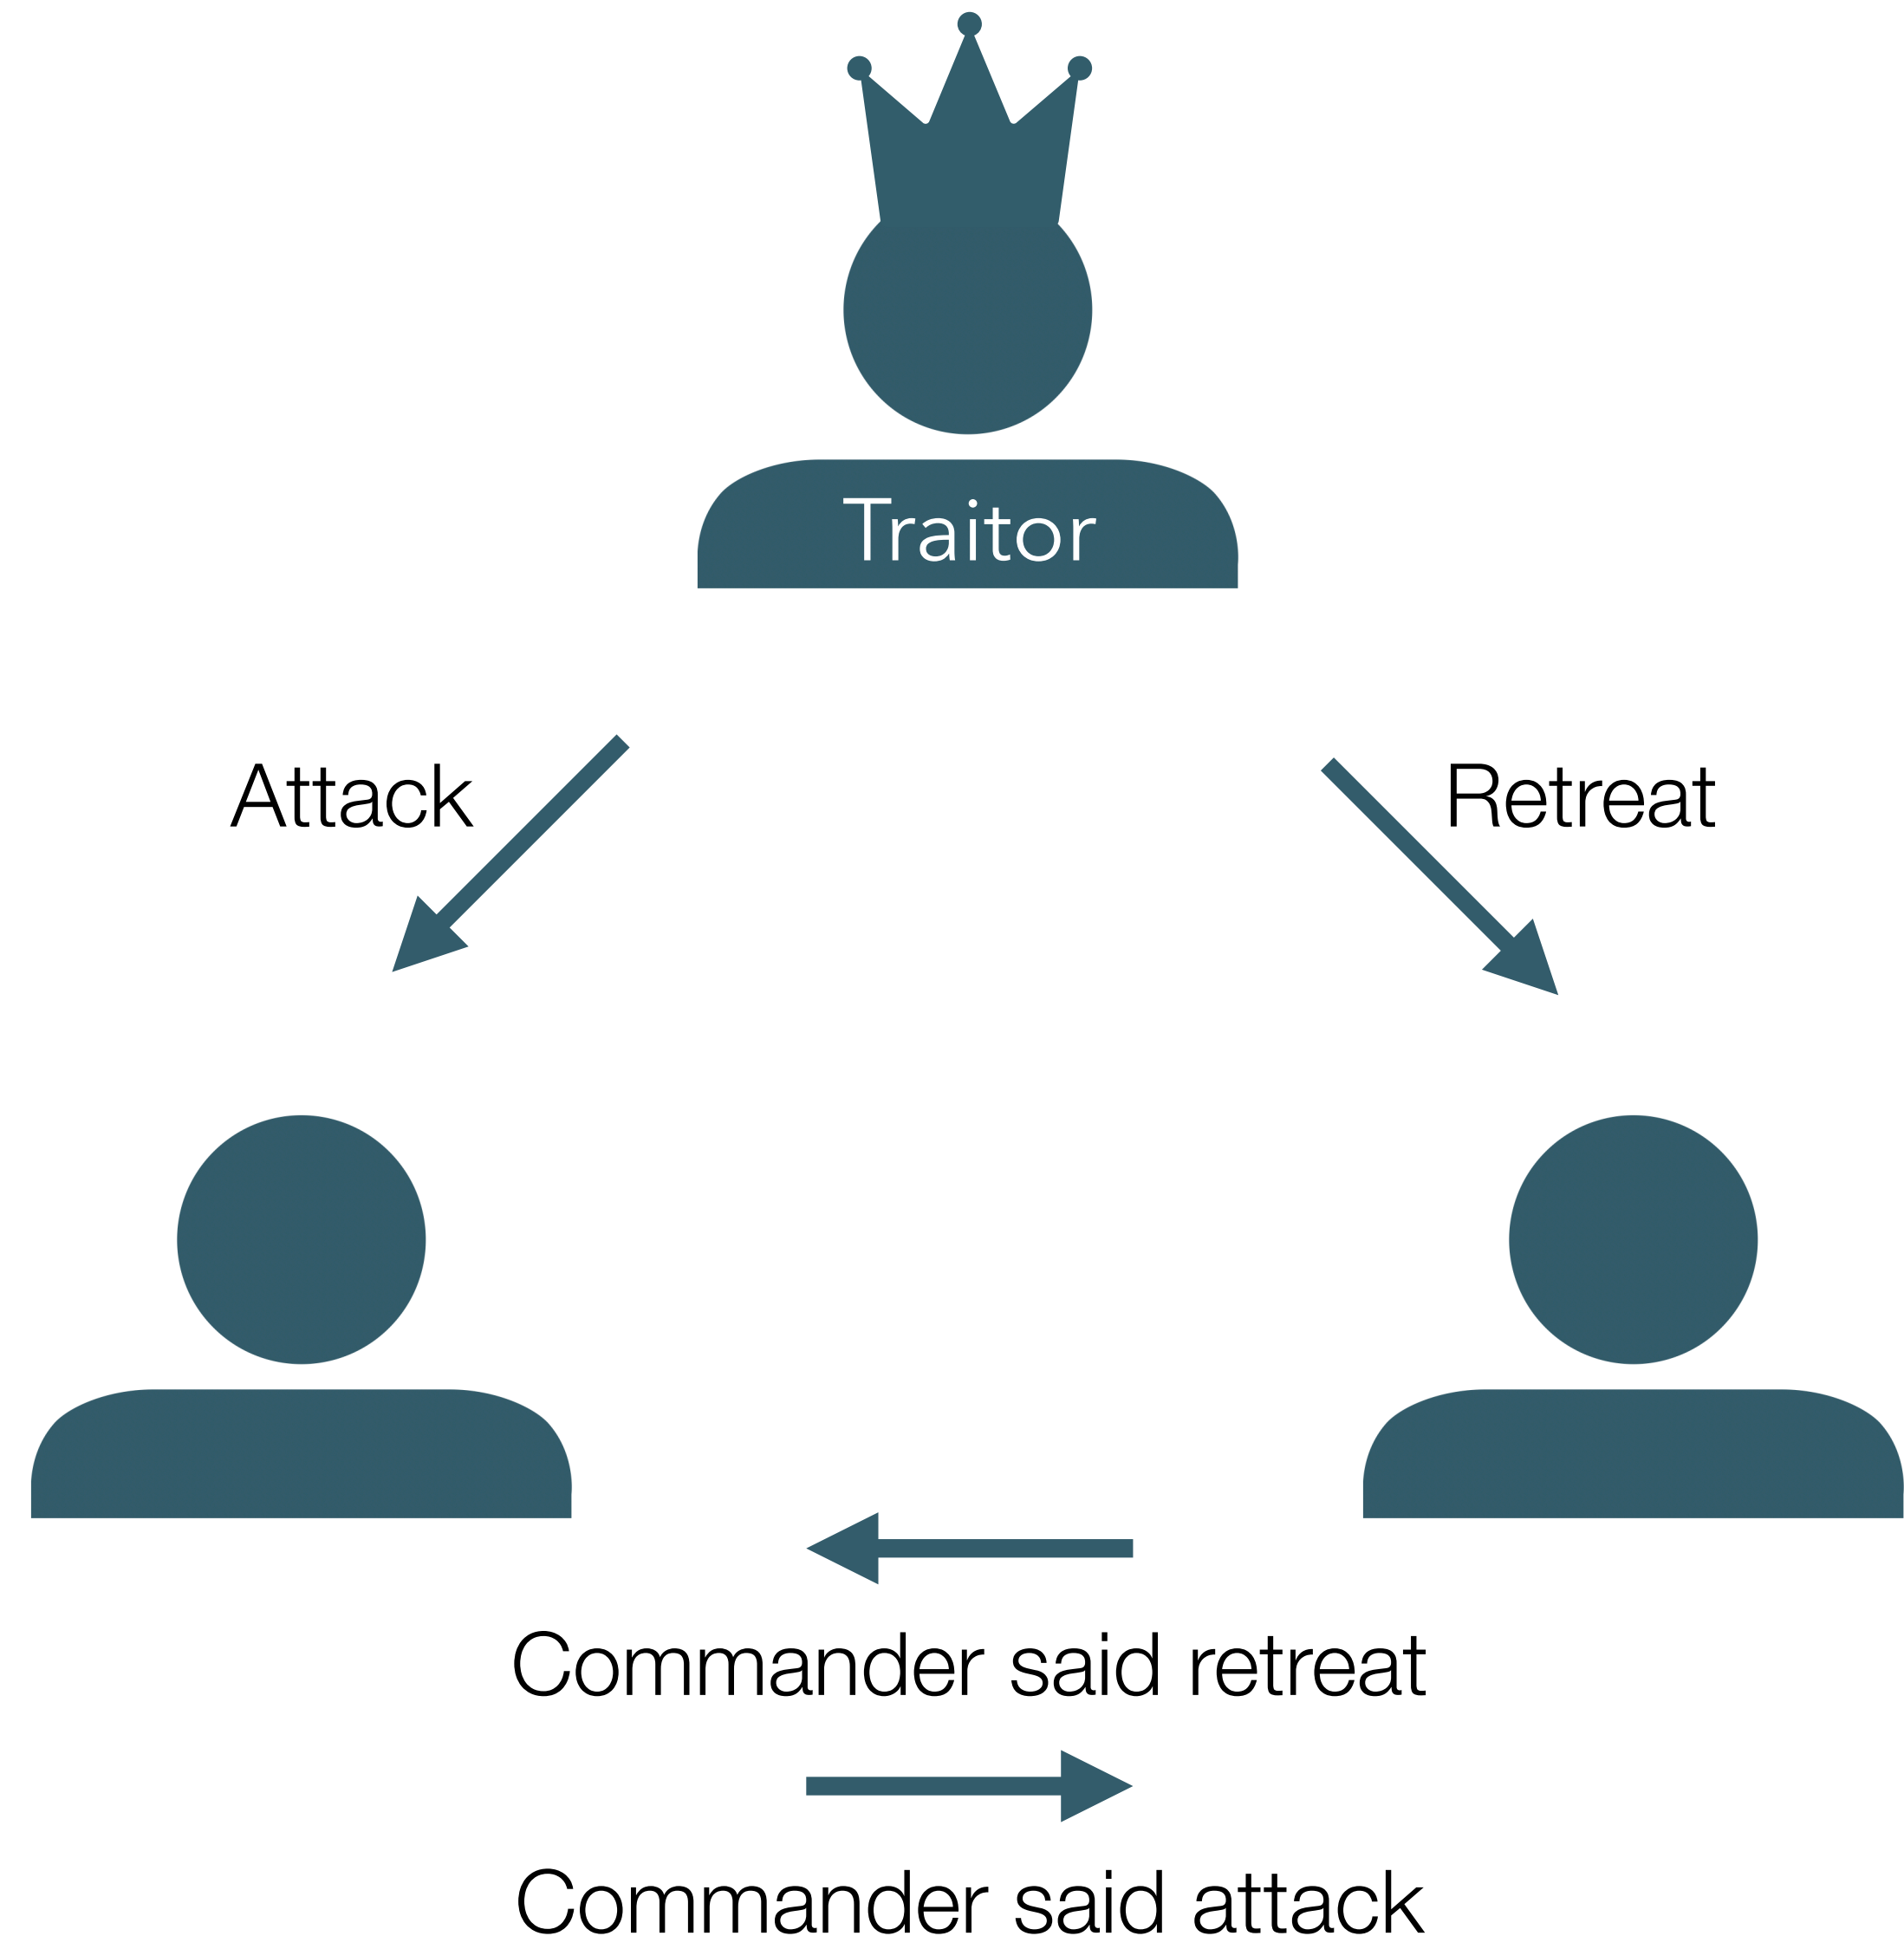 Traitor
Attack
Retreat
Commander said retreat
Commander said attack